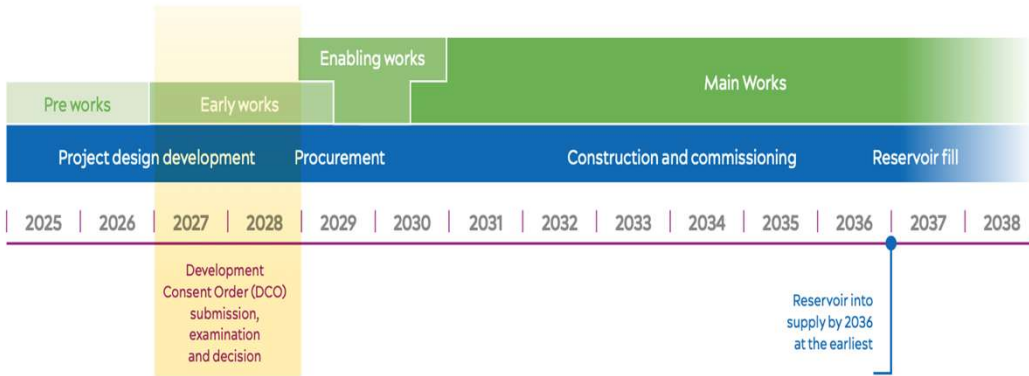 Enabling works
Main Works
Pre works
Early works
Project design development
Procurement
Construction and commissioning
Reservoir fill
2025
2026
2027
2028
2029
2030
2031
2032
2033
2034
2035
2036
2037
2038
Development
Consent Order (DCO)
submission,
examination
and decision
Reservoir into
supply by 2036
at the earliest